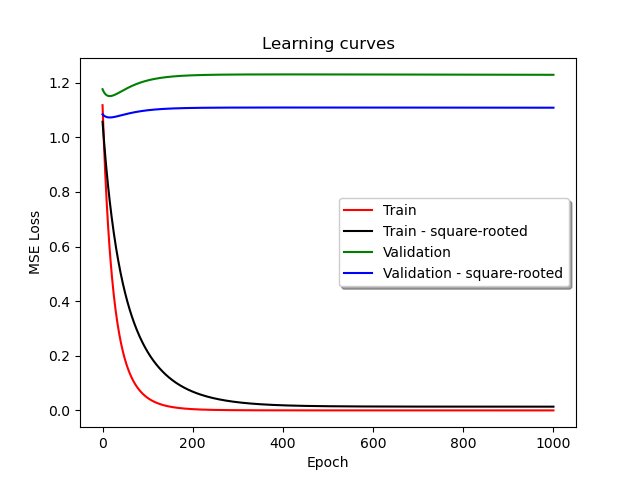 Learning curves
MSE Loss
1.2
1.0
0.8
0.6
0.4
0.2
0.0
Train
Train - square-rooted
Validation
Validation - square-rooted
0 200 400 600 800 1000
Epoch